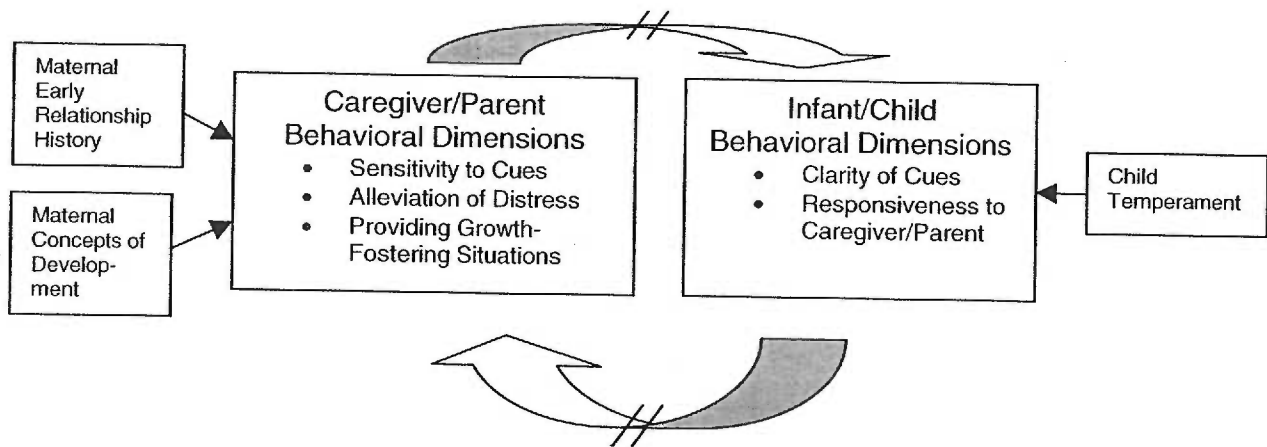 Maternal
Early
Relationship
History
Maternal
Concepts of
Develop-
ment
Caregiver/Parent
Behavioral Dimensions
• Sensitivity to Cues
• Alleviation of Distress
• Providing Growth-
Fostering Situations
Infant/Child
Behavioral Dimensions
• Clarity of Cues
• Responsiveness to
Caregiver/Parent
Child
Temperament